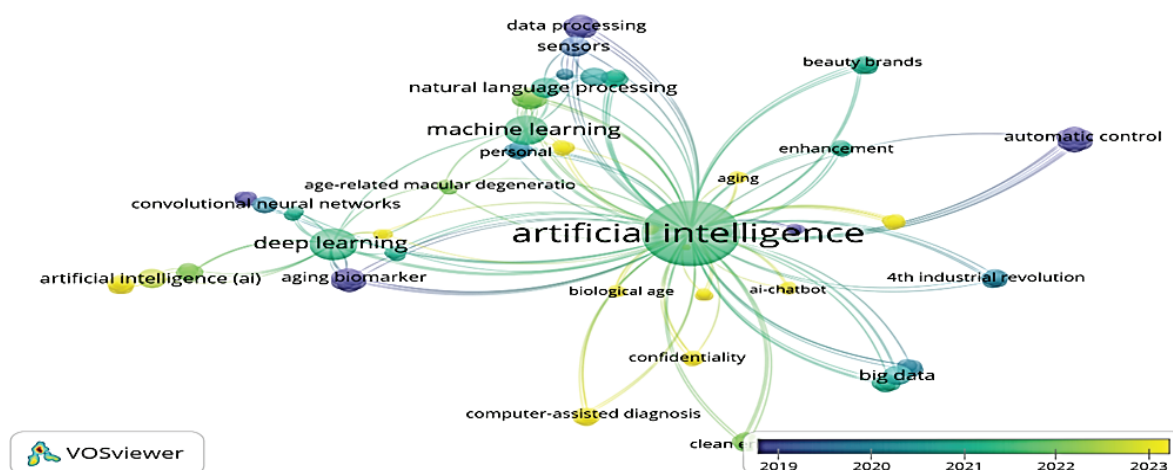 data processing
sensors
beauty brands
natural language processing
machine learning
automatic control
personal
enhancement
age-related macular degeneratio
aging
convolutional neural networks
artificial intelligence
deep learning
artificial intelligence (ai)
aging biomarker
4th industrial revolution
biological age
ai-chatbot
confidentiality
big data
computer-assisted diagnosis
clean e
VOSviewer
2019 2020 2021 2022 2023